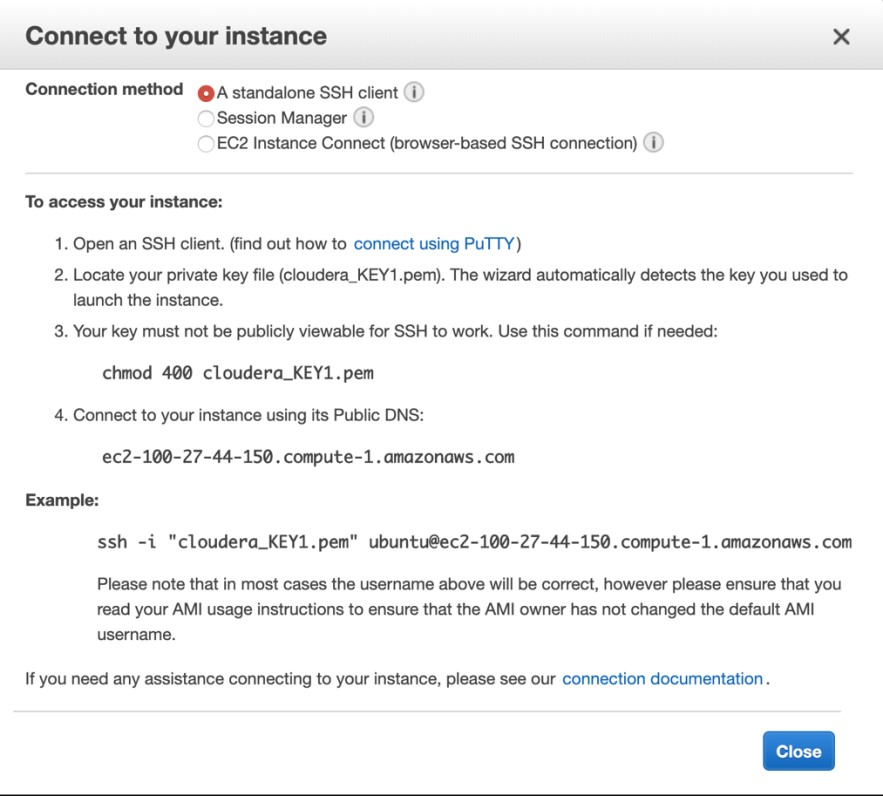 Connect to your instance
Connection method
A standalone SSH client
Session Manager
EC2 Instance Connect (browser-based SSH connection)
To access your instance:
1. Open an SSH client. (find out how to connect using PuTTY)
2. Locate your private key file (cloudera_KEY1.pem). The wizard automatically detects the key you used to
launch the instance.
3. Your key must not be publicly viewable for SSH to work. Use this command if needed:
chmod 400 cloudera_KEY1.pem
4. Connect to your instance using its Public DNS:
ec2-100-27-44-150.compute-1.amazonaws.com
Example:
ssh -i "cloudera_KEY1.pem" ubuntu@ec2-100-27-44-150.compute-1.amazonaws.com
Please note that in most cases the username above will be correct, however please ensure that you
read your AMI usage instructions to ensure that the AMI owner has not changed the default AMI
username.
If you need any assistance connecting to your instance, please see our connection documentation.
Close